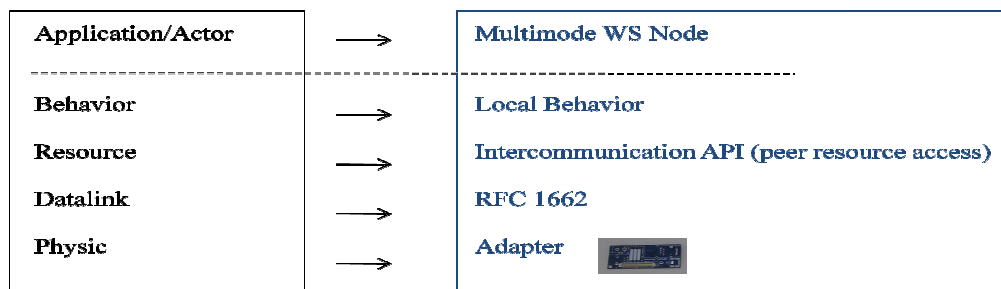 Application/Actor
Multimode WS Node
Behavior
Local Behavior
Resource
Intercommunication API (peer resource access)
Datalink
RFC 1662
Physic
Adapter